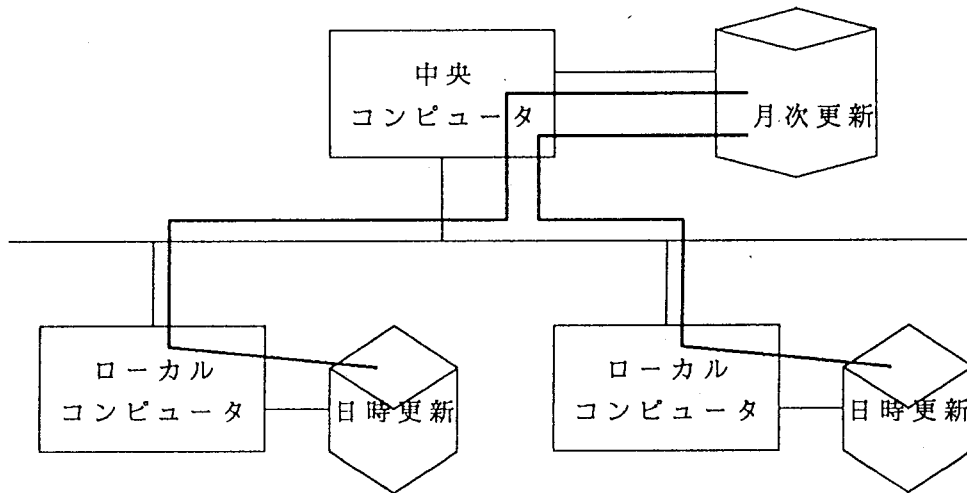 中央
コンピュータ
月次更新
ローカル
コンピュータ
日時更新
ローカル
コンピュータ
日時更新